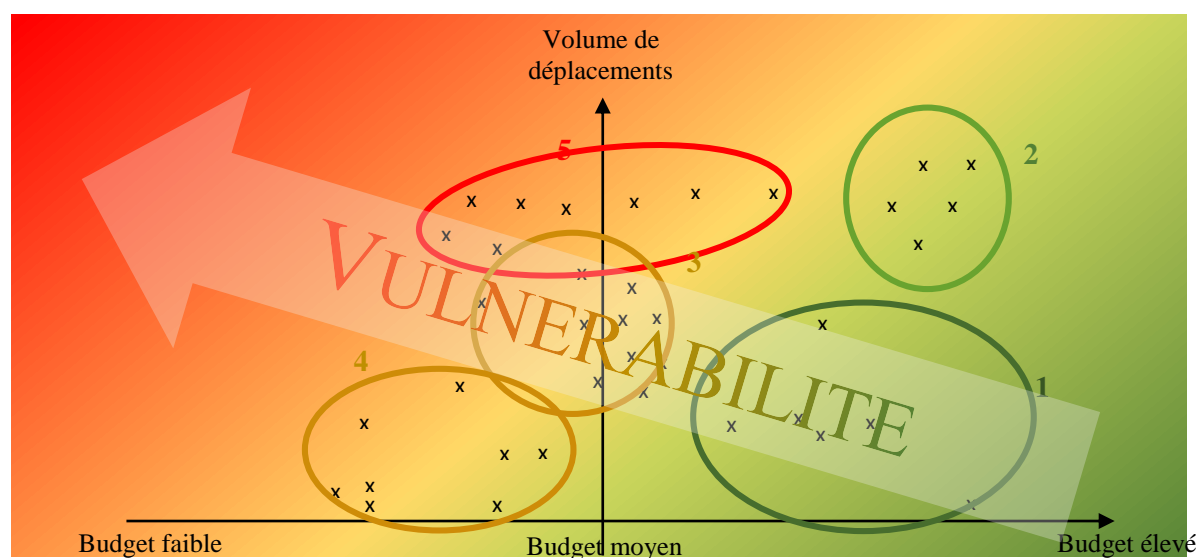 Volume de
déplacements
5
2
3
VULNERABILITE
4
1
Budget faible
Budget moyen
Budget élevé